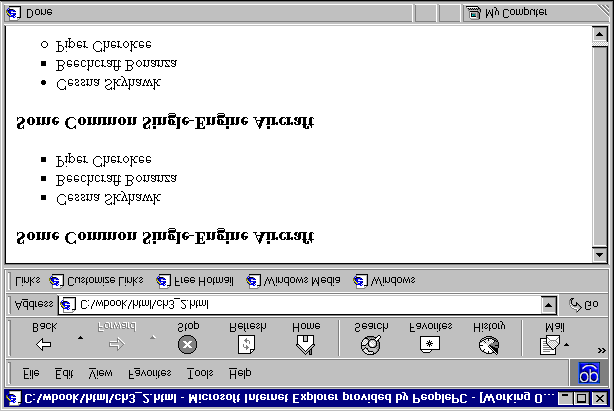 C:\wbook\html\ch3_2.html - Microsoft Internet Explorer provided by PeoplePC - [Working O...
File Edit View Favorites Tools Help
Back Forward Stop Refresh Home Search Favorites History Mail »
Address C:\wbook\html\ch3_2.html Go
Links Customize Links Free Hotmail Windows Media Windows
Some Common Single-Engine Aircraft
Cessna Skyhawk
Beechcraft Bonanza
Piper Cherokee
Some Common Single-Engine Aircraft
Cessna Skyhawk
Beechcraft Bonanza
Piper Cherokee
Done My Computer